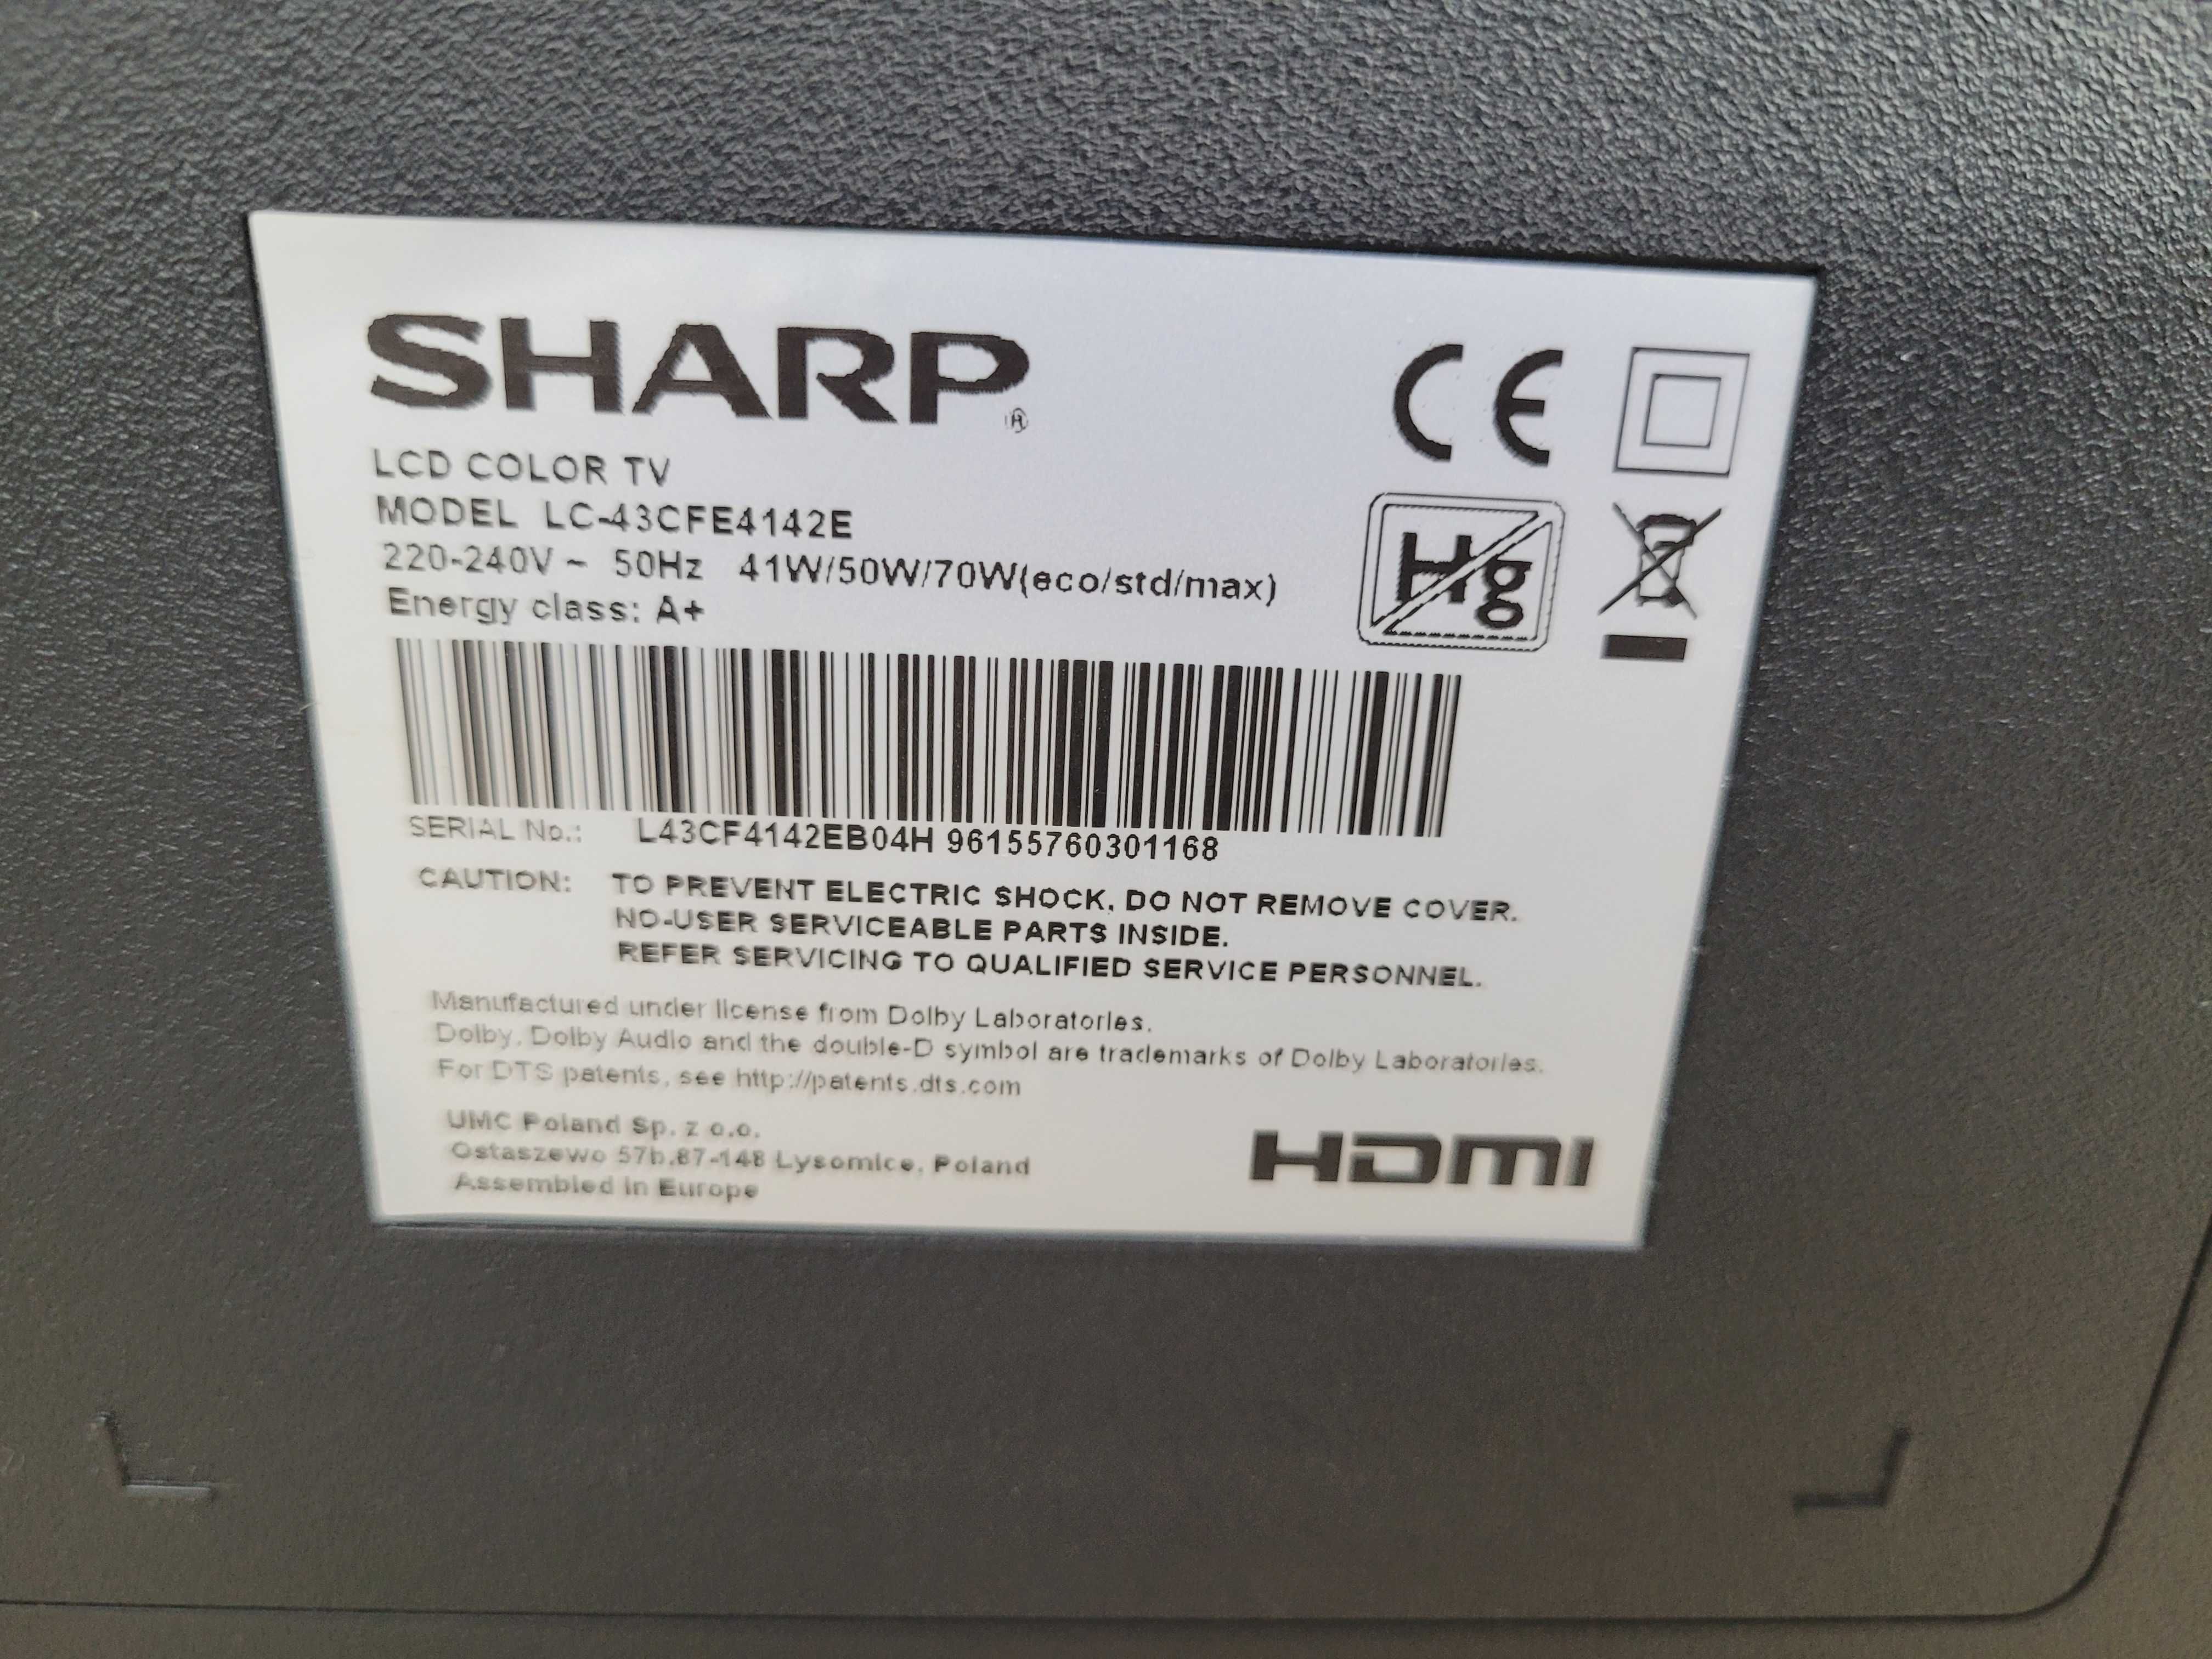 SHARP®
LCD COLOR TV
MODEL LC-43CFE4142E
220-240V ~ 50Hz 41W/50W/70W(eco/std/max)
Energy class: A+
CE
Hg
SERIAL No.: L43CF4142EB04H 96155760301168
CAUTION: TO PREVENT ELECTRIC SHOCK, DO NOT REMOVE COVER.
NO-USER SERVICEABLE PARTS INSIDE.
REFER SERVICING TO QUALIFIED SERVICE PERSONNEL.
Manufactured under license from Dolby Laboratories.
Dolby, Dolby Audio and the double-D symbol are trademarks of Dolby Laboratories.
For DTS patents, see http://patents.dts.com
UMC Poland Sp. z o.o.
Ostaszewo 57b,87-148 Lysomice, Poland
Assembled in Europe
HDMI